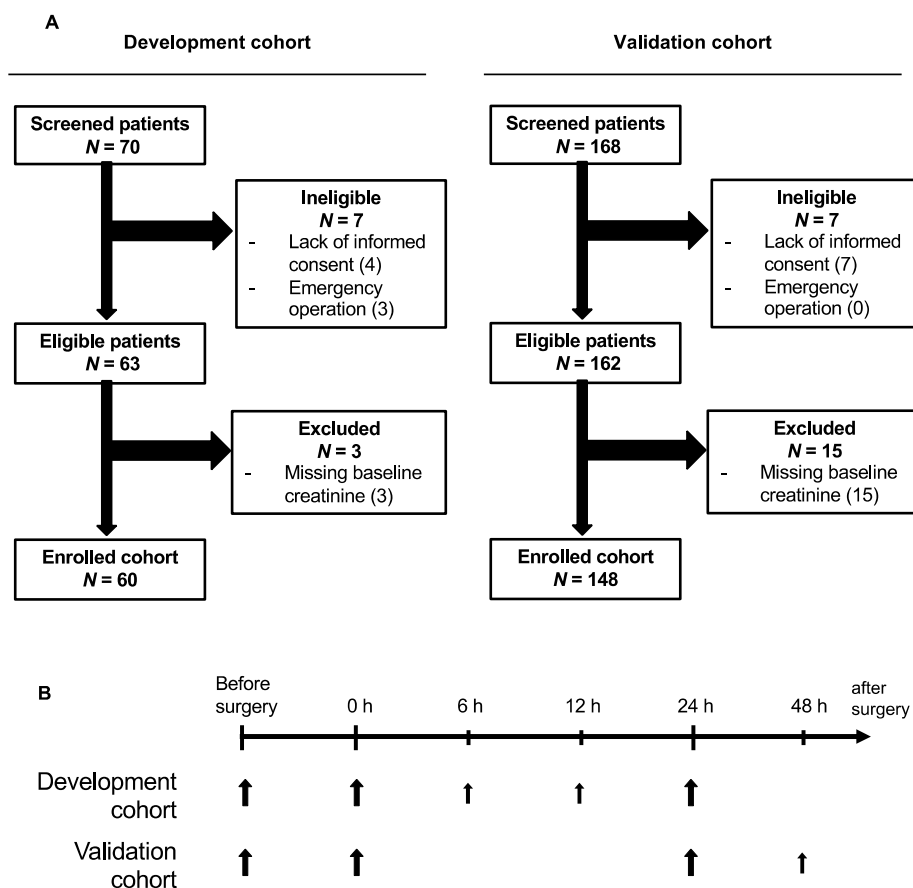 A
Development cohort
Screened patients
N = 70
Ineligible
N = 7
- Lack of informed
consent (4)
- Emergency
operation (3)
Eligible patients
N = 63
Excluded
N = 3
- Missing baseline
creatinine (3)
Enrolled cohort
N = 60
Validation cohort
Screened patients
N = 168
Ineligible
N = 7
- Lack of informed
consent (7)
- Emergency
operation (0)
Eligible patients
N = 162
Excluded
N = 15
- Missing baseline
creatinine (15)
Enrolled cohort
N = 148
B
Before
surgery
0 h
6 h
12 h
24 h
48 h
after
surgery
Development
cohort
Validation
cohort